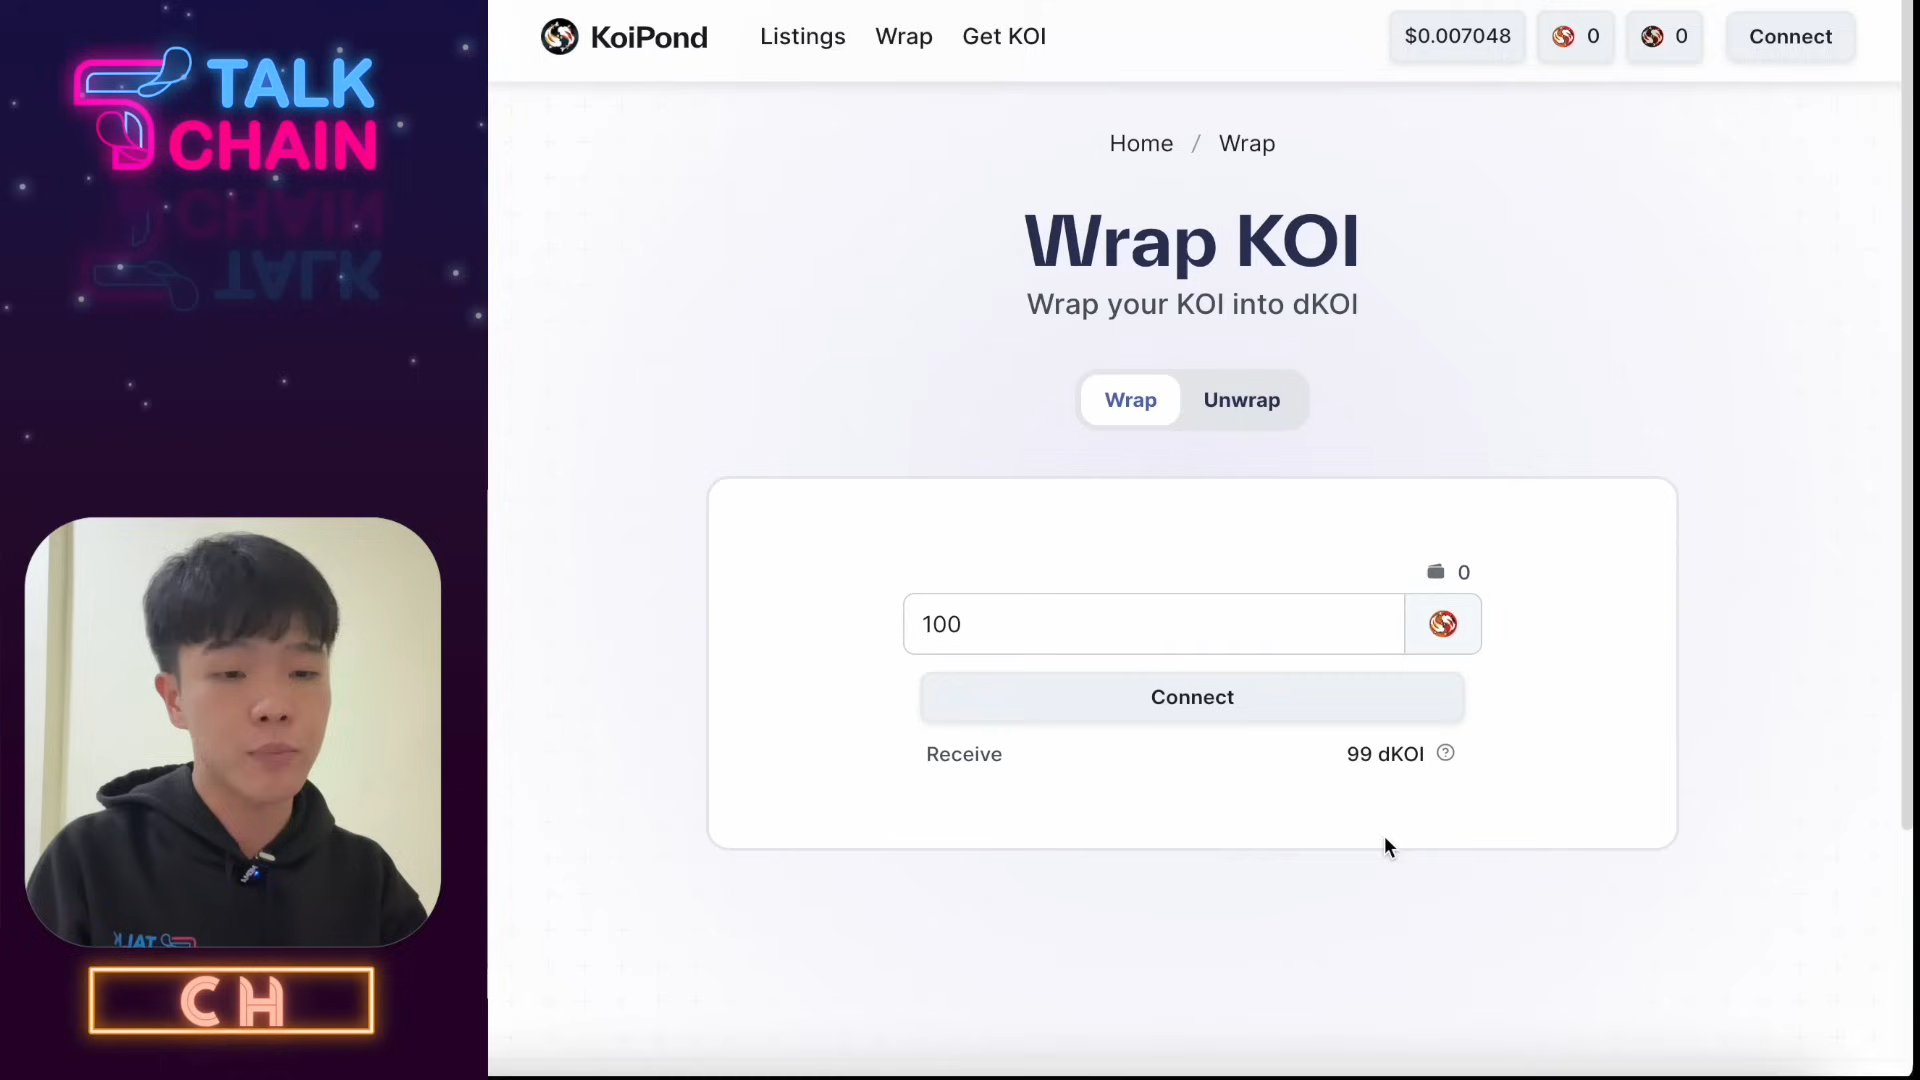 TALK
CHAIN
CH
KoiPond
Listings
Wrap
Get KOI
$0.007048
0
0
Connect
Home / Wrap
Wrap KOI
Wrap your KOI into dKOI
Wrap
Unwrap
0
100
Connect
Receive
99 dKOI